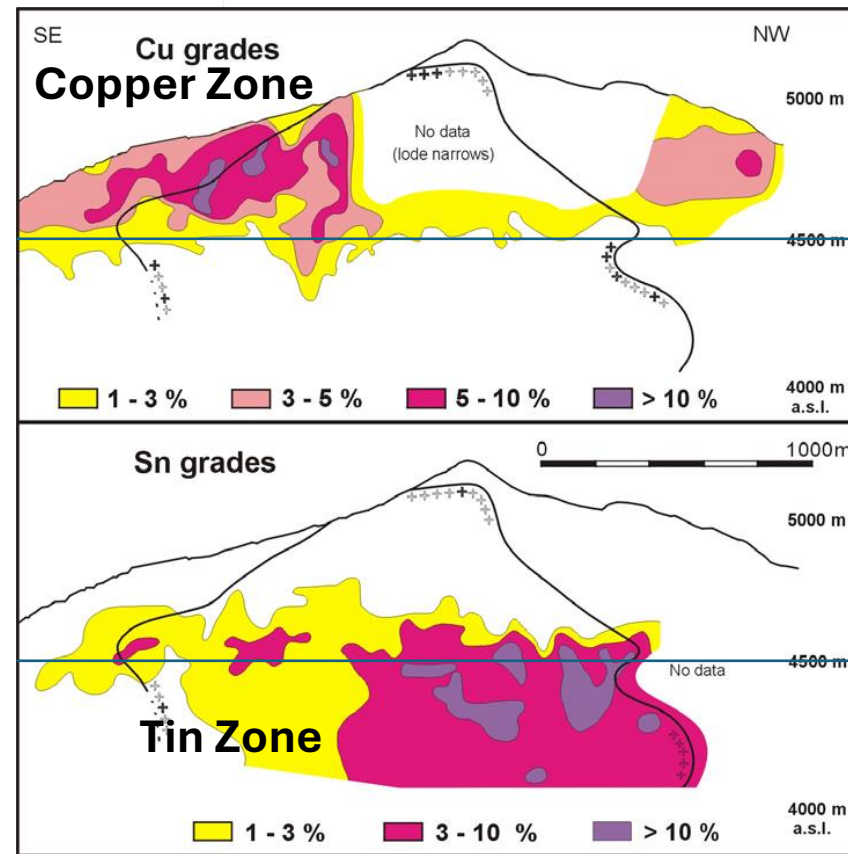 SE
NW
Cu grades
Copper Zone
5000 m
No data
(lode narrows)
4500 m
4000 m
a.s.l.
1 - 3 %
3 - 5 %
5 - 10 %
> 10 %
Sn grades
0
1000m
5000 m
4500 m
No data
Tin Zone
4000 m
a.s.l.
1 - 3 %
3 - 10 %
> 10 %